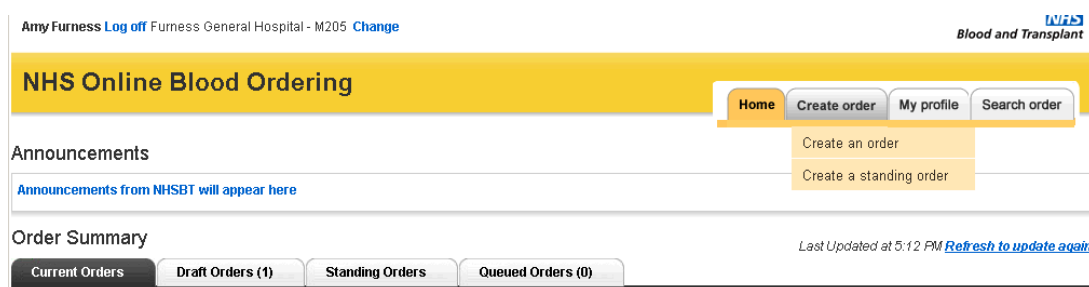 Amy Furness Log off Furness General Hospital - M205 Change
NHS
Blood and Transplant
NHS Online Blood Ordering
Home Create order My profile Search order
Create an order
Create a standing order
Announcements
Announcements from NHSBT will appear here
Order Summary
Last Updated at 5:12 PM Refresh to update again
Current Orders Draft Orders (1) Standing Orders Queued Orders (0)